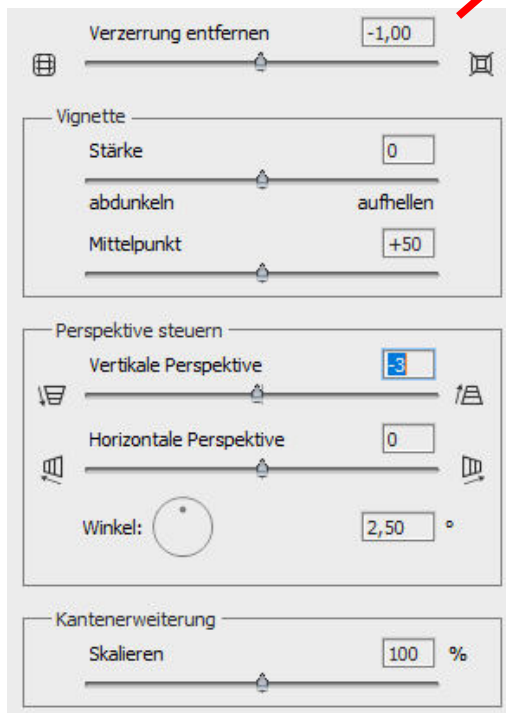 Verzerrung entfernen -1,00
Vignette
Stärke 0
abdunkeln aufhellen
Mittelpunkt +50
Perspektive steuern
Vertikale Perspektive -3
Horizontale Perspektive 0
Winkel: 2,50 °
Kantenerweiterung
Skalieren 100 %